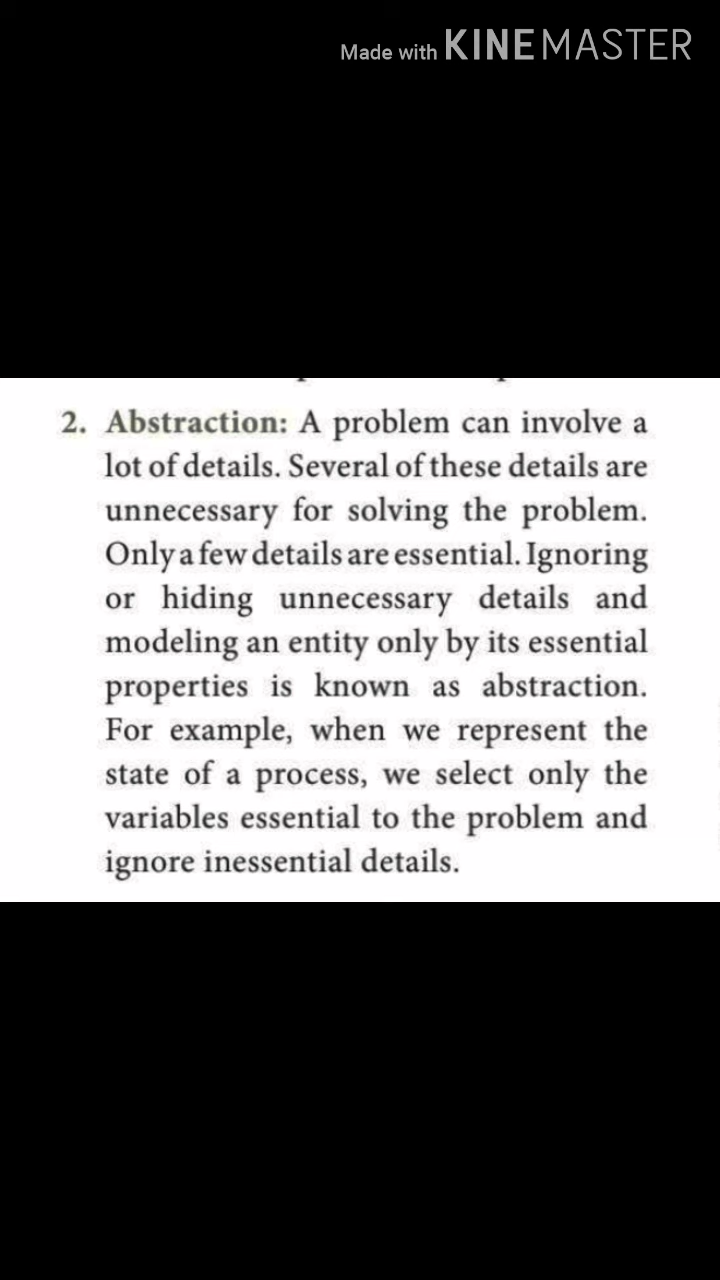 Made with KINEMASTER
2. Abstraction: A problem can involve a
lot of details. Several of these details are
unnecessary for solving the problem.
Only a few details are essential. Ignoring
or hiding unnecessary details and
modeling an entity only by its essential
properties is known as abstraction.
For example, when we represent the
state of a process, we select only the
variables essential to the problem and
ignore inessential details.